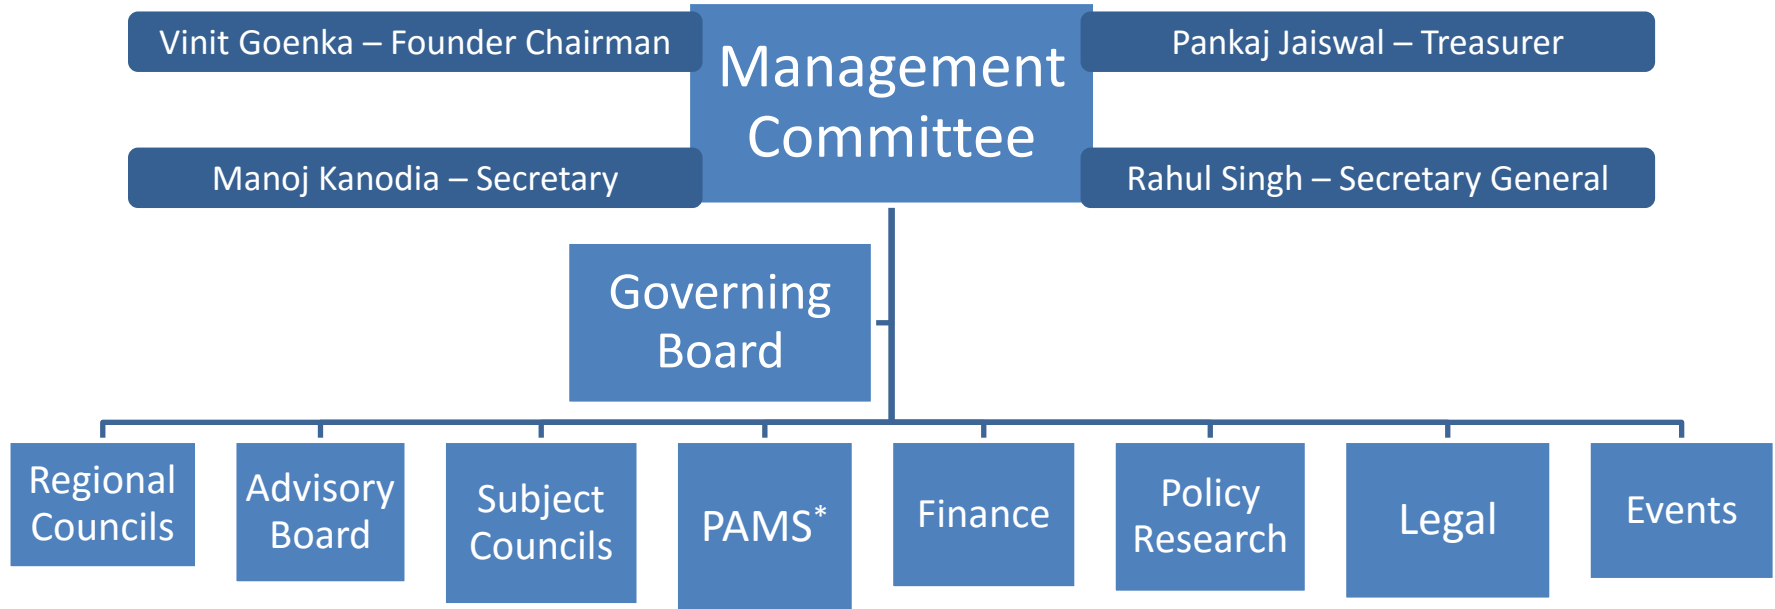 Vinit Goenka – Founder Chairman
Management
Committee
Pankaj Jaiswal – Treasurer
Manoj Kanodia – Secretary
Rahul Singh – Secretary General
Governing
Board
Regional
Councils
Advisory
Board
Subject
Councils
PAMS*
Finance
Policy
Research
Legal
Events